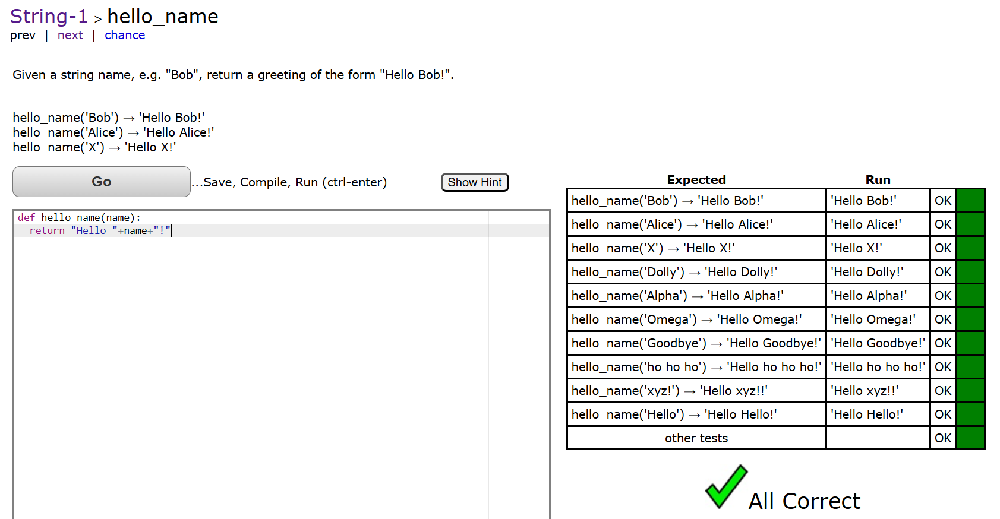 String-1 > hello_name
prev | next | chance
Given a string name, e.g. "Bob", return a greeting of the form "Hello Bob!".
hello_name('Bob') → 'Hello Bob!'
hello_name('Alice') → 'Hello Alice!'
hello_name('X') → 'Hello X!'
Go ...Save, Compile, Run (ctrl-enter) Show Hint
def hello_name(name):
  return "Hello "+name+"!"
Expected Run
hello_name('Bob') → 'Hello Bob!' 'Hello Bob!' OK
hello_name('Alice') → 'Hello Alice!' 'Hello Alice!' OK
hello_name('X') → 'Hello X!' 'Hello X!' OK
hello_name('Dolly') → 'Hello Dolly!' 'Hello Dolly!' OK
hello_name('Alpha') → 'Hello Alpha!' 'Hello Alpha!' OK
hello_name('Omega') → 'Hello Omega!' 'Hello Omega!' OK
hello_name('Goodbye') → 'Hello Goodbye!' 'Hello Goodbye!' OK
hello_name('ho ho ho') → 'Hello ho ho ho!' 'Hello ho ho ho!' OK
hello_name('xyz!') → 'Hello xyz!!' 'Hello xyz!!' OK
hello_name('Hello') → 'Hello Hello!' 'Hello Hello!' OK
other tests OK
All Correct